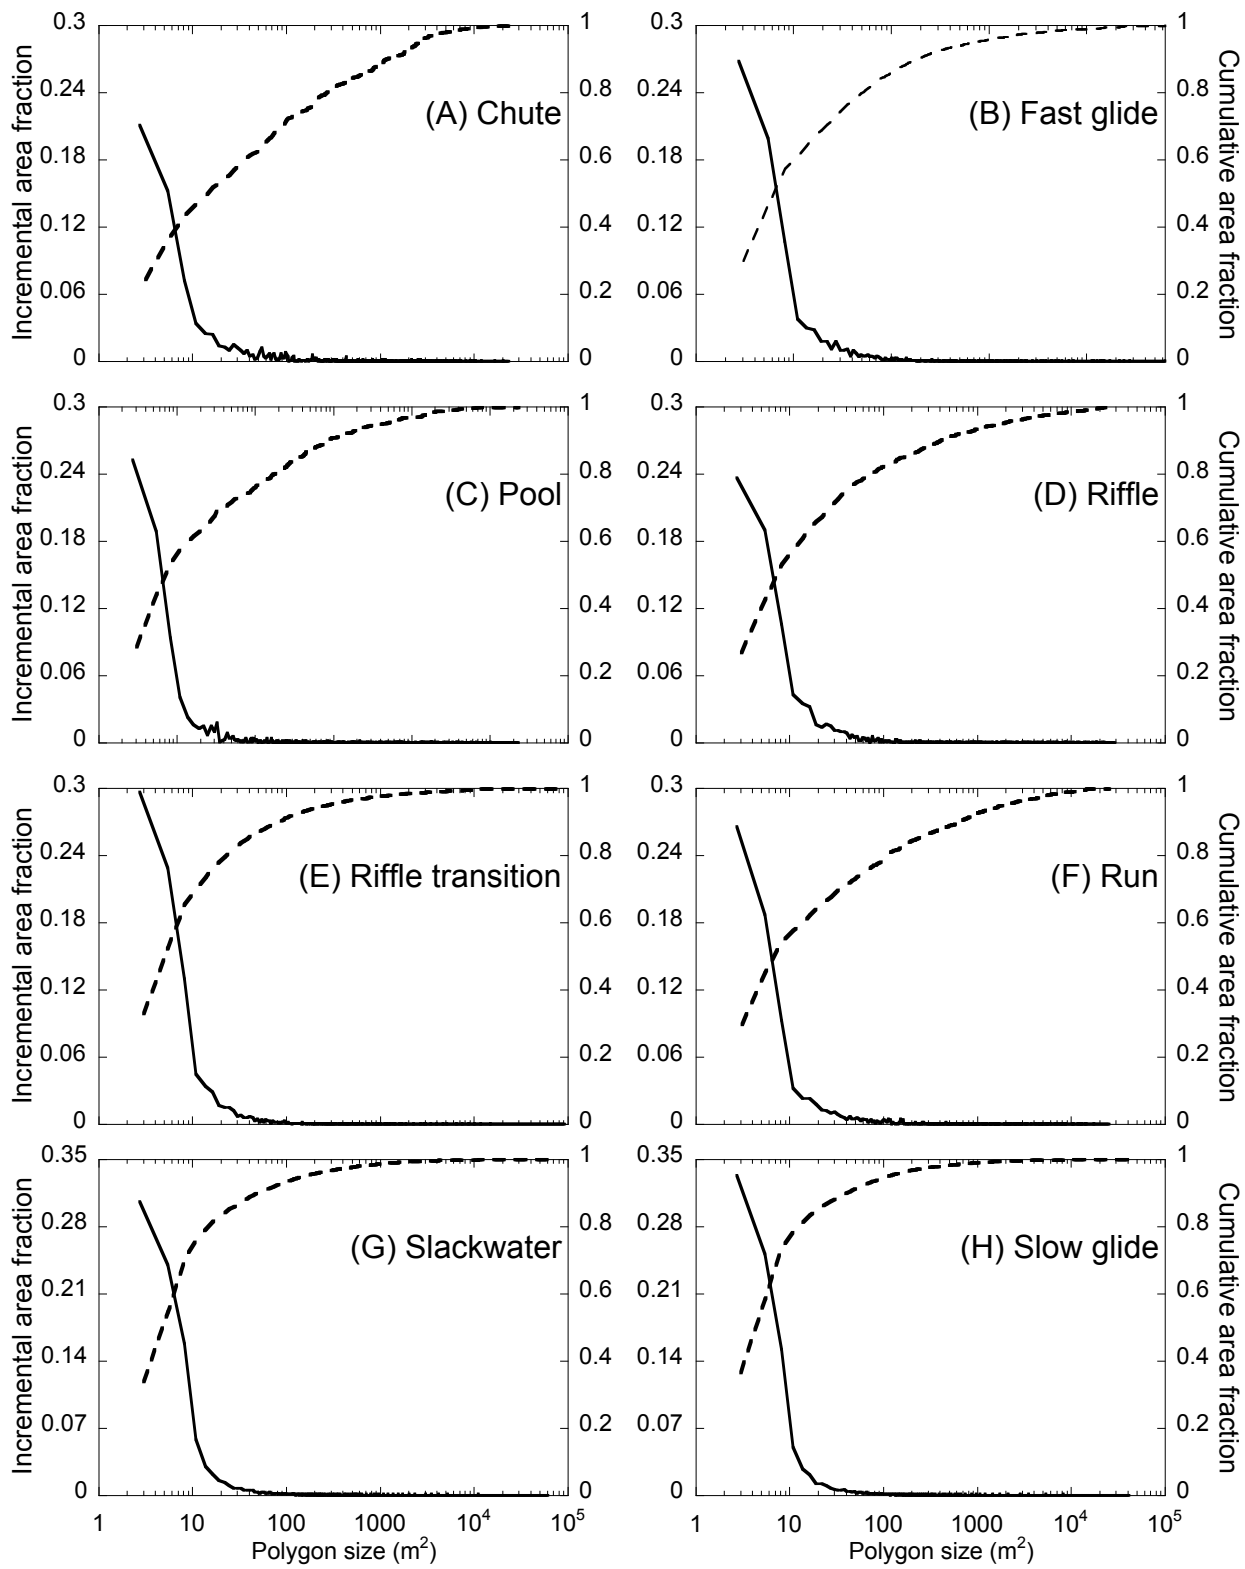 0.3 1 0.3 1
0.24 0.8 0.24 0.8
(A) Chute (B) Fast glide
0.18 0.6 0.18 0.6
0.12 0.4 0.12 0.4
0.06 0.2 0.06 0.2
0 0 0 0
Incremental area fraction
Cumulative area fraction
0.3 1 0.3 1
0.24 0.8 0.24 0.8
(C) Pool (D) Riffle
0.18 0.6 0.18 0.6
0.12 0.4 0.12 0.4
0.06 0.2 0.06 0.2
0 0 0 0
Incremental area fraction
Cumulative area fraction
0.3 1 0.3 1
0.24 0.8 0.24 0.8
(E) Riffle transition (F) Run
0.18 0.6 0.18 0.6
0.12 0.4 0.12 0.4
0.06 0.2 0.06 0.2
0 0 0 0
Incremental area fraction
Cumulative area fraction
0.35 1 0.35 1
0.28 0.8 0.28 0.8
(G) Slackwater (H) Slow glide
0.21 0.6 0.21 0.6
0.14 0.4 0.14 0.4
0.07 0.2 0.07 0.2
0 0 0 0
Incremental area fraction
Cumulative area fraction
1 10 100 1000 10⁴ 10⁵ 1 10 100 1000 10⁴ 10⁵
Polygon size (m²) Polygon size (m²)